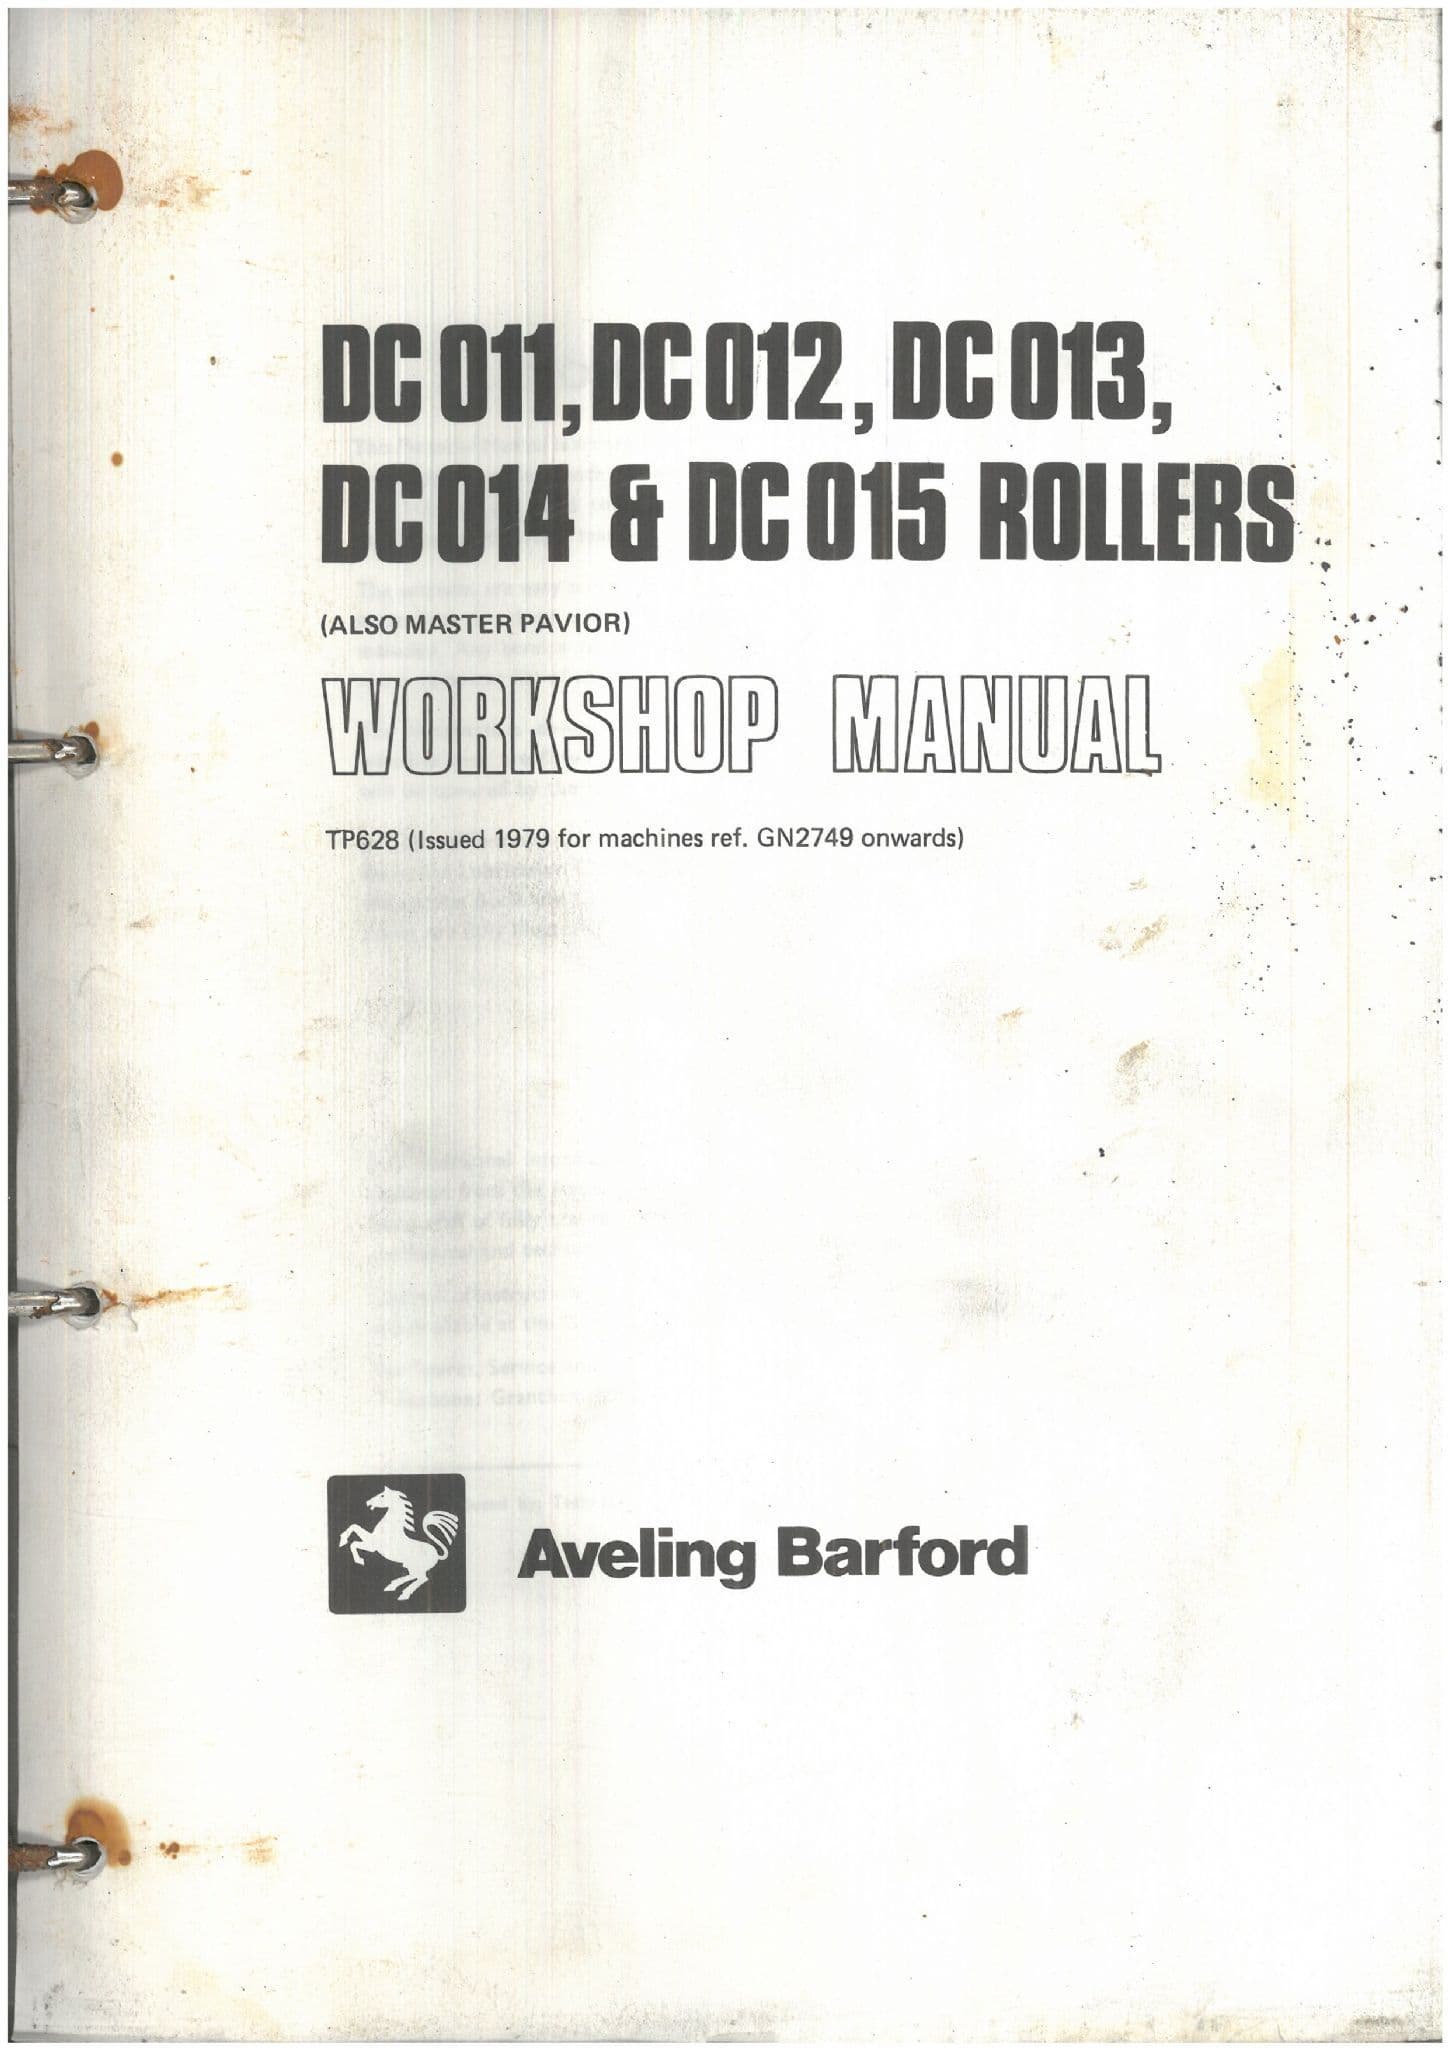 DC 011, DC 012, DC 013,
DC 014 & DC 015 ROLLERS
(ALSO MASTER PAVIOR)
WORKSHOP MANUAL
TP628 (Issued 1979 for machines ref. GN2749 onwards)
Aveling Barford